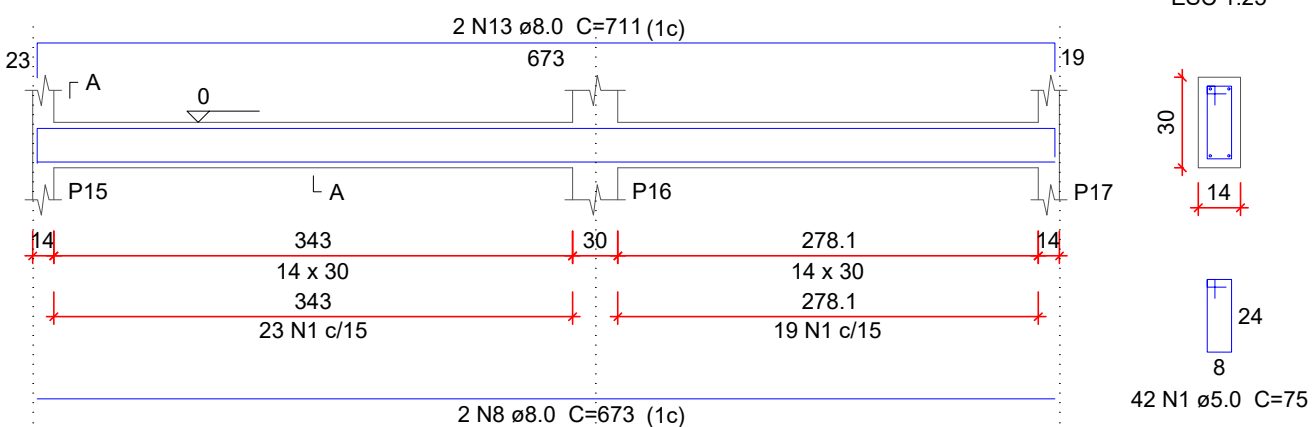 ESC 1:25
2 N13 ø8.0 C=711 (1c)
23
673
19
A
0
30
P15
A
P16
P17
14
14
343
30
278.1
14
14 x 30
14 x 30
343
278.1
24
23 N1 c/15
19 N1 c/15
8
42 N1 ø5.0 C=75
2 N8 ø8.0 C=673 (1c)